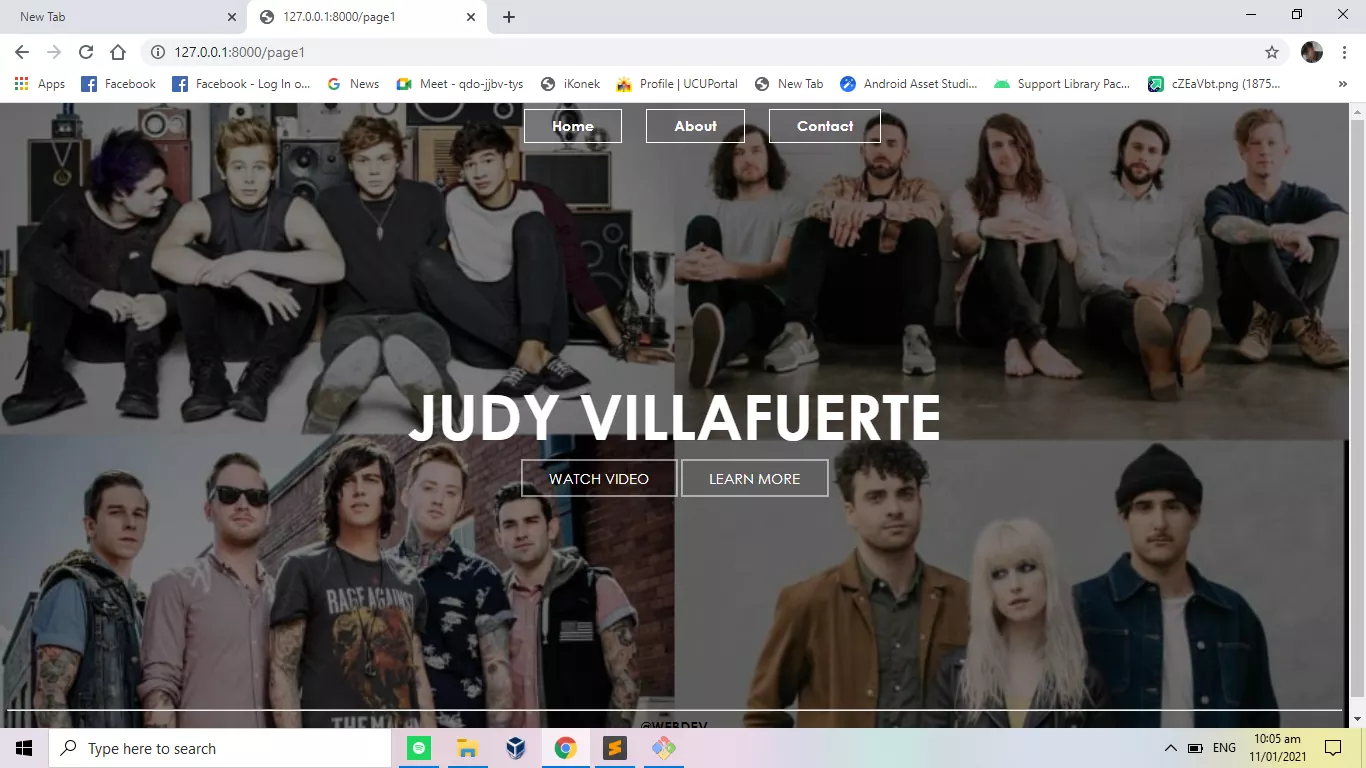 New Tab
127.0.0.1:8000/page1
127.0.0.1:8000/page1
Apps
Facebook
Facebook - Log In o...
News
Meet - qdo-jjbv-tys
iKonek
Profile | UCUPortal
New Tab
Android Asset Studi...
Support Library Pac...
cZEaVbt.png (1875...
Home
About
Contact
JUDY VILLAFUERTE
WATCH VIDEO
LEARN MORE
RAGE AGAINST
THE MA
@WEBDEV
Type here to search
ENG
10:05 am
11/01/2021